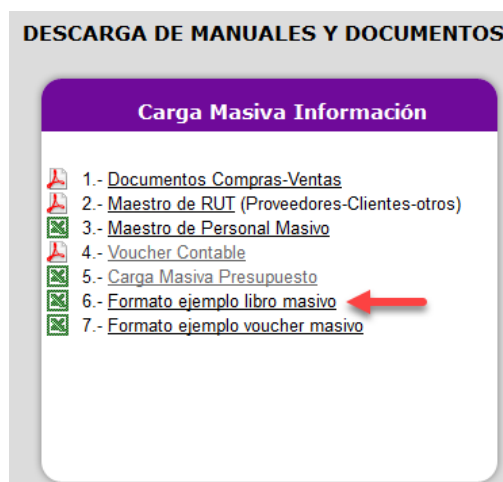 DESCARGA DE MANUALES Y DOCUMENTOS
Carga Masiva Información
1.- Documentos Compras-Ventas
2.- Maestro de RUT (Proveedores-Clientes-otros)
3.- Maestro de Personal Masivo
4.- Voucher Contable
5.- Carga Masiva Presupuesto
6.- Formato ejemplo libro masivo
7.- Formato ejemplo voucher masivo